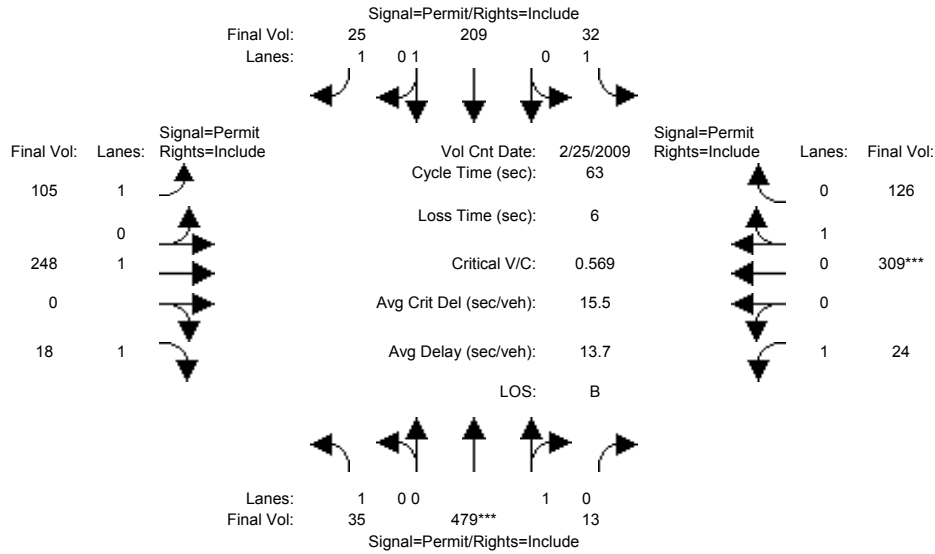 Signal=Permit/Rights=Include
Final Vol: 25 209 32
Lanes: 1 0 1 0 1
Signal=Permit
Final Vol: Lanes: Rights=Include
Vol Cnt Date: 2/25/2009
Signal=Permit
Rights=Include Lanes: Final Vol:
Cycle Time (sec): 63
105 1
0 126
Loss Time (sec): 6
0
1
248 1
Critical V/C: 0.569
0 309***
0
Avg Crit Del (sec/veh): 15.5
0
18 1
Avg Delay (sec/veh): 13.7
1 24
LOS: B
Lanes: 1 0 0 1 0
Final Vol: 35 479*** 13
Signal=Permit/Rights=Include